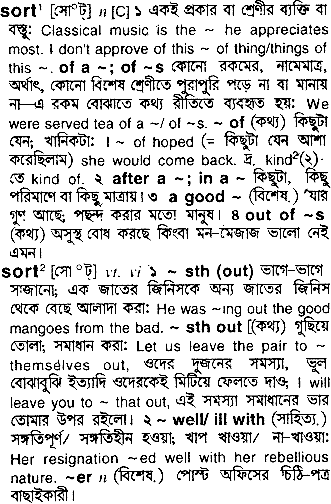 sort¹ [সোᵒট্] n [C] ১ একই প্রকার বা শ্রেণীর ব্যক্তি বা
বস্তু: Classical music is the ~ he appreciates
most. I don't approve of this ~ of thing/things of
this ~. of a ~; of ~s কোনো রকমের, নামেমাত্র,
অর্থাৎ, কোনো বিশেষ শ্রেণীতে পুরাপুরি পড়ে না বা মানায়
না—এ রকম বোঝাতে কথ্য রীতিতে ব্যবহৃত হয়: We
were served tea of a ~/ of ~s. ~ of (কথ্য) কিছুটা
যেন; খানিকটা: I ~ of hoped (= কিছুটা যেন আশা
করেছিলাম) she would come back. দ্র. kind²(২)-
তে kind of. ২ after a ~; in a ~ কিছুটা, কিছু
পরিমাণে বা কিছু মাত্রায়। ৩ a good ~ (বিশেষ.) 'যার
গুণ আছে; পছন্দ করার মতো মানুষ। ৪ out of ~s
(কথ্য) অসুস্থ বোধ করছে কিংবা মন-মেজাজ ভালো নেই
এমন।
sort² [সোᵒট্] vt. vi ১ ~ sth (out) ভাগে-ভাগে
সাজানো; এক জাতের জিনিসকে অন্য জাতের জিনিস
থেকে বেছে আলাদা করা: He was ~ing out the good
mangoes from the bad. ~ sth out [(কথ্য) গুছিয়ে
তোলা; সমাধান করা: Let us leave the pair to ~
themselves out, ওদের দুজনের সমস্যা, ভুল
বোঝাবুঝি ইত্যাদি ওদেরকেই মিটিয়ে ফেলতে দাও; I will
leave you to ~ that out, এই সমস্যা সমাধানের ভার
তোমার উপর রইলো। ২ ~ well/ ill with (সাহিত্য.)
সঙ্গতিপূর্ণ/ সঙ্গতিহীন হওয়া; খাপ খাওয়া/ না-খাওয়া:
Her resignation ~ed well with her rebellious
nature. ~er n (বিশেষ.) পোস্ট অফিসের চিঠি-পত্র
বাছাইকারী।